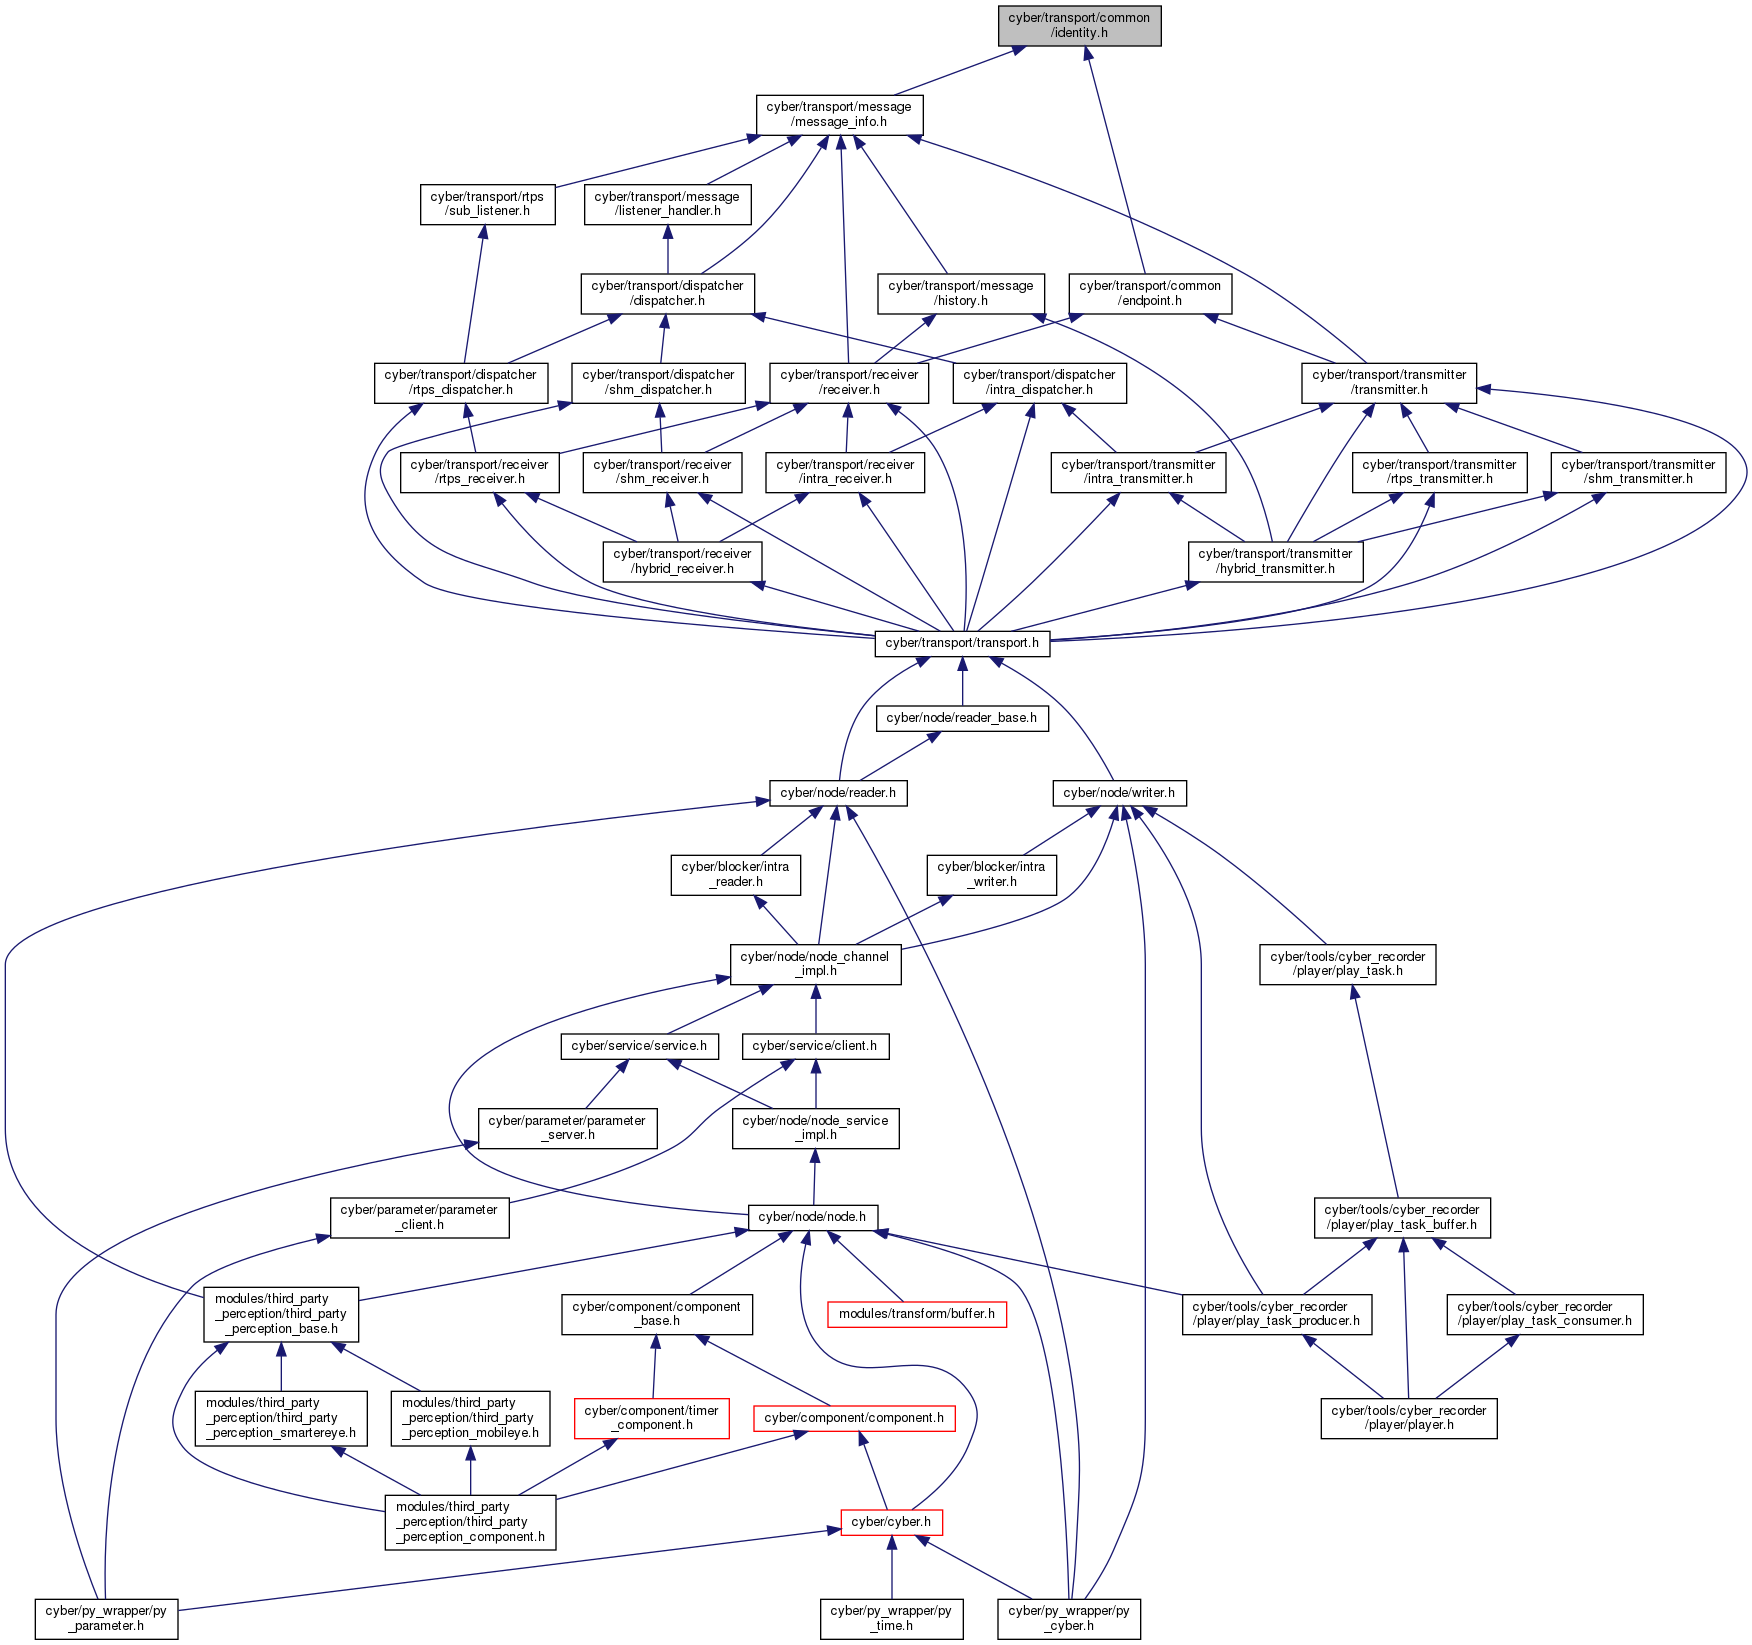 cyber/transport/common
/identity.h
cyber/transport/message
/message_info.h
cyber/transport/rtps
/sub_listener.h
cyber/transport/message
/listener_handler.h
cyber/transport/dispatcher
/dispatcher.h
cyber/transport/message
/history.h
cyber/transport/common
/endpoint.h
cyber/transport/dispatcher
/rtps_dispatcher.h
cyber/transport/dispatcher
/shm_dispatcher.h
cyber/transport/receiver
/receiver.h
cyber/transport/dispatcher
/intra_dispatcher.h
cyber/transport/transmitter
/transmitter.h
cyber/transport/receiver
/rtps_receiver.h
cyber/transport/receiver
/shm_receiver.h
cyber/transport/receiver
/intra_receiver.h
cyber/transport/transmitter
/intra_transmitter.h
cyber/transport/transmitter
/rtps_transmitter.h
cyber/transport/transmitter
/shm_transmitter.h
cyber/transport/receiver
/hybrid_receiver.h
cyber/transport/transmitter
/hybrid_transmitter.h
cyber/transport/transport.h
cyber/node/reader_base.h
cyber/node/reader.h
cyber/node/writer.h
cyber/blocker/intra
_reader.h
cyber/blocker/intra
_writer.h
cyber/node/node_channel
_impl.h
cyber/tools/cyber_recorder
/player/play_task.h
cyber/service/service.h
cyber/service/client.h
cyber/parameter/parameter
_server.h
cyber/node/node_service
_impl.h
cyber/parameter/parameter
_client.h
cyber/node/node.h
cyber/tools/cyber_recorder
/player/play_task_buffer.h
modules/third_party
_perception/third_party
_perception_base.h
cyber/component/component
_base.h
modules/transform/buffer.h
cyber/tools/cyber_recorder
/player/play_task_producer.h
cyber/tools/cyber_recorder
/player/play_task_consumer.h
modules/third_party
_perception/third_party
_perception_smartereye.h
modules/third_party
_perception/third_party
_perception_mobileye.h
cyber/component/timer
_component.h
cyber/component/component.h
cyber/tools/cyber_recorder
/player/player.h
modules/third_party
_perception/third_party
_perception_component.h
cyber/cyber.h
cyber/py_wrapper/py
_parameter.h
cyber/py_wrapper/py
_time.h
cyber/py_wrapper/py
_cyber.h